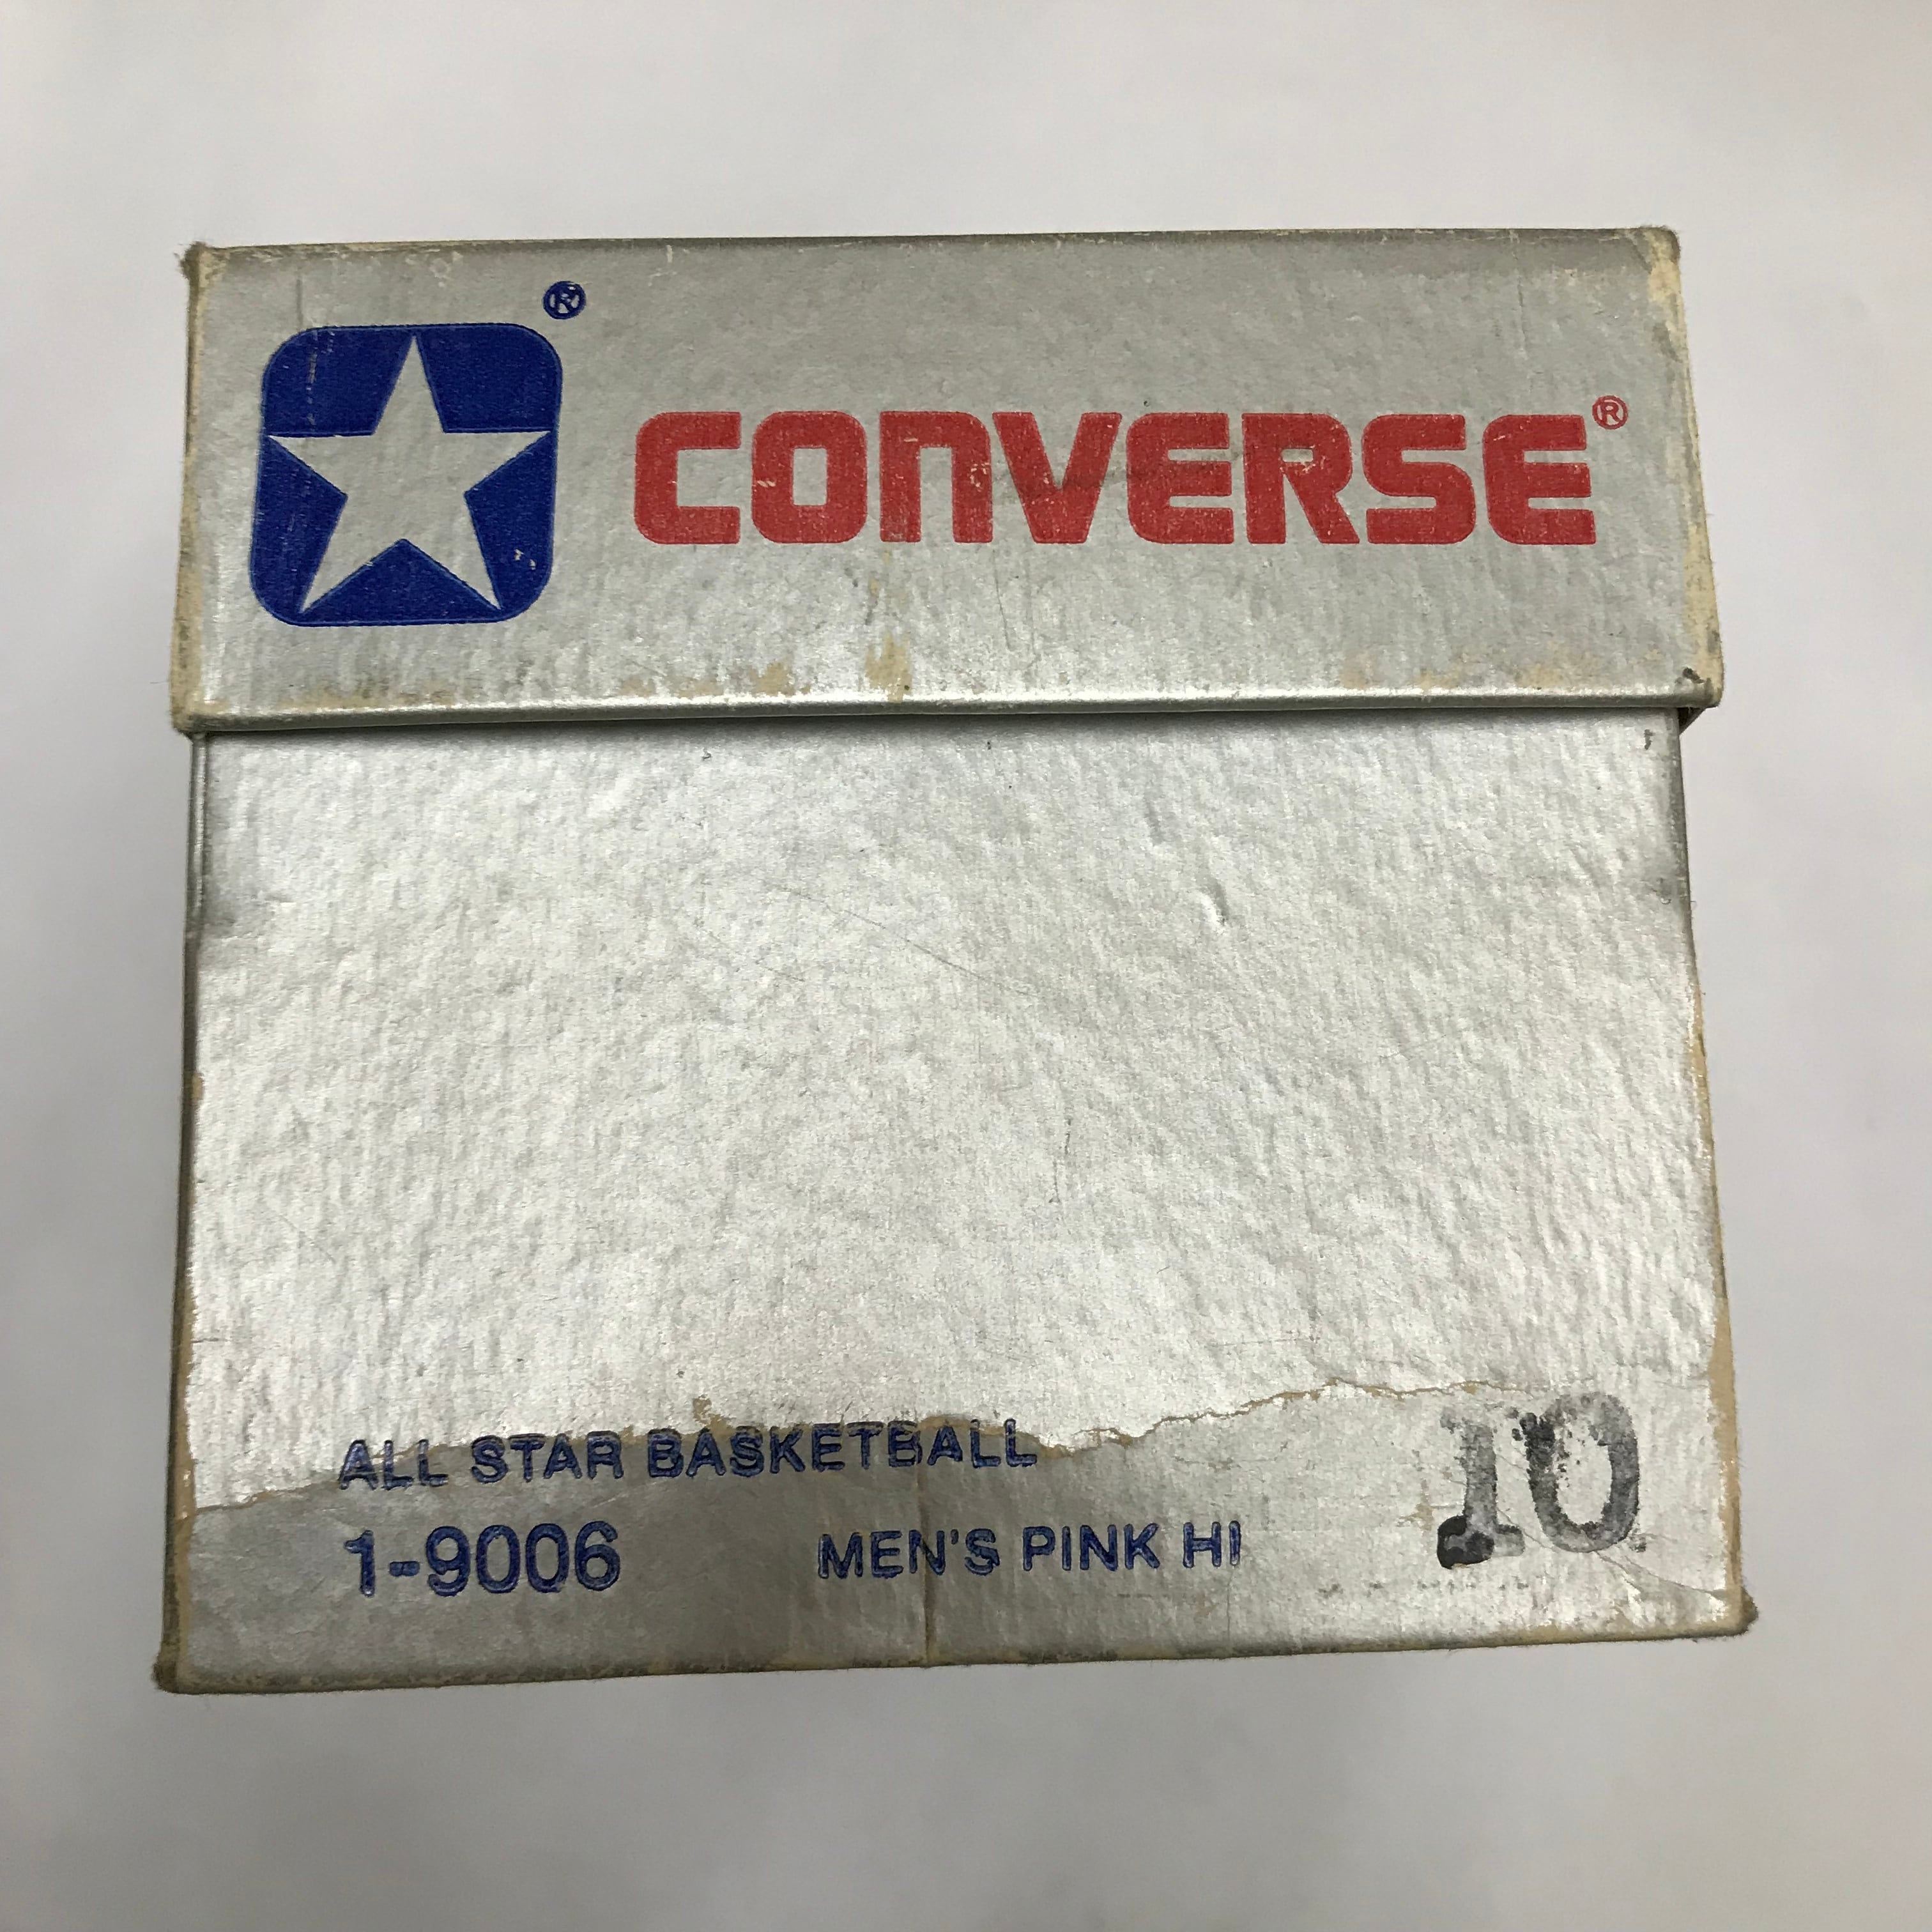 ®
CONVERSE®
ALL STAR BASKETBALL
1-9006 MEN'S PINK HI 10